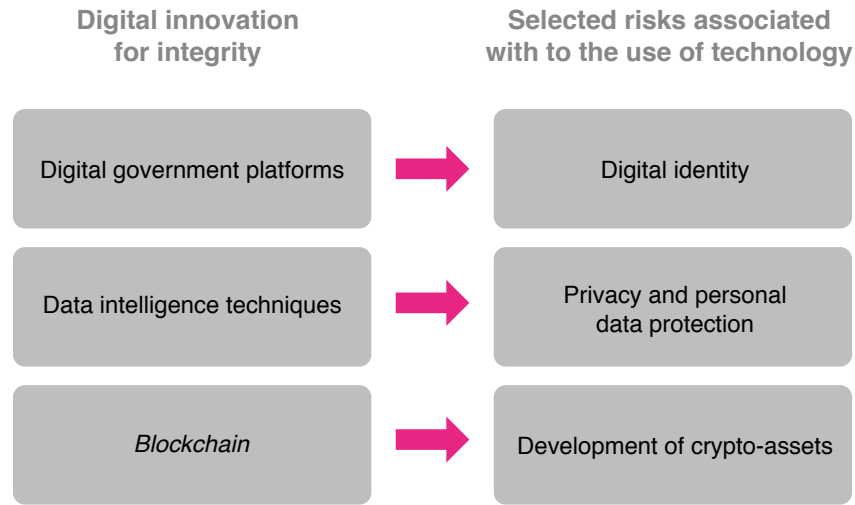 Digital innovation
for integrity
Selected risks associated
with to the use of technology
Digital government platforms
Digital identity
Data intelligence techniques
Privacy and personal
data protection
Blockchain
Development of crypto-assets